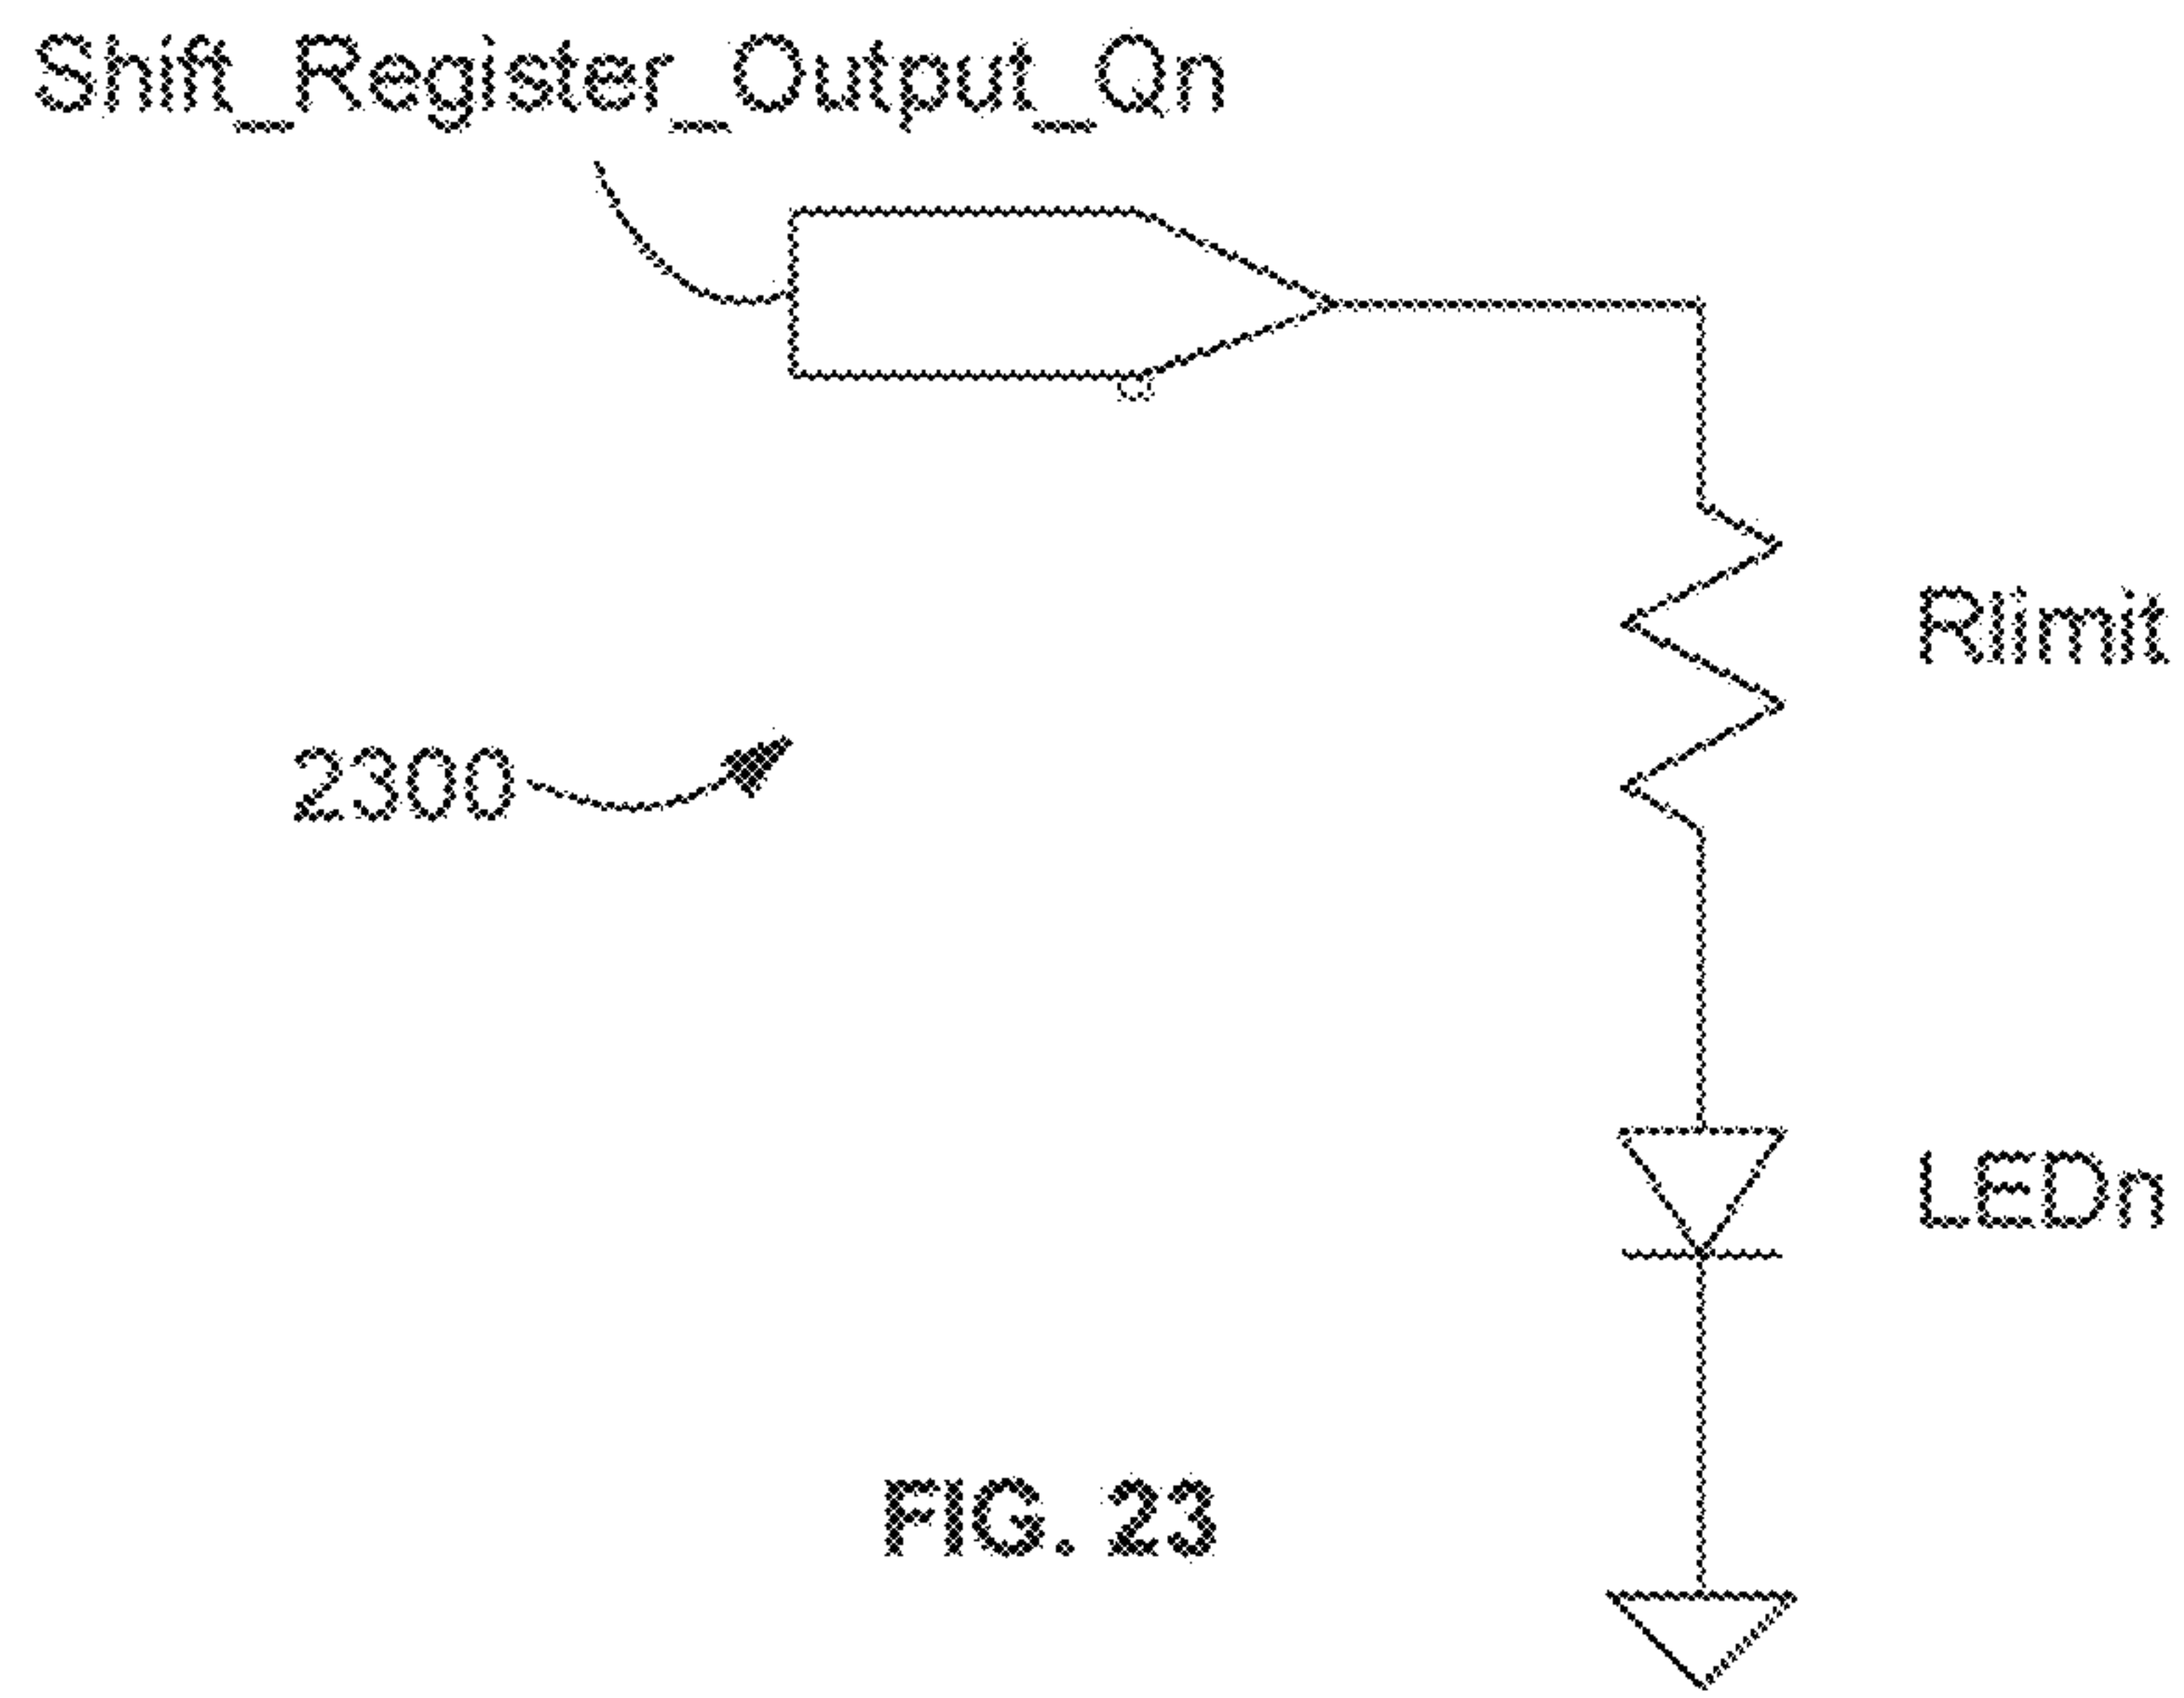 Shift_Register_Output_Qn
Rlimit
2300
LEDn
FIG. 23